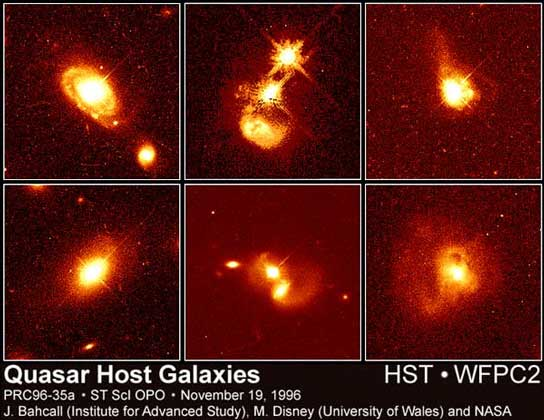 Quasar Host Galaxies HST • WFPC2
PRC96-35a • ST ScI OPO • November 19, 1996
J. Bahcall (Institute for Advanced Study), M. Disney (University of Wales) and NASA